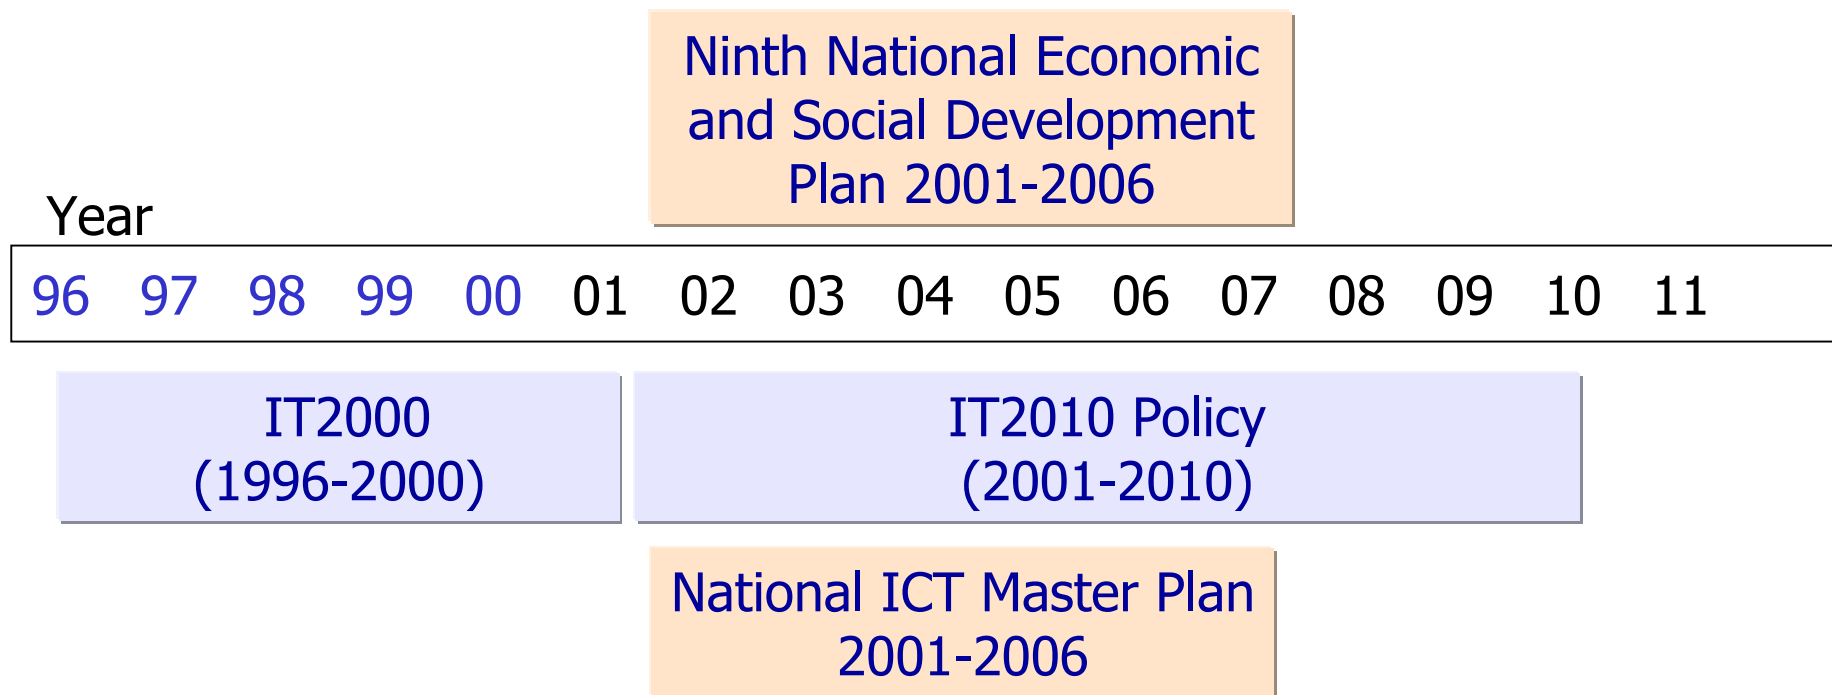 Ninth National Economic
and Social Development
Plan 2001-2006
Year
96 97 98 99 00 01 02 03 04 05 06 07 08 09 10 11
IT2000
(1996-2000)
IT2010 Policy
(2001-2010)
National ICT Master Plan
2001-2006